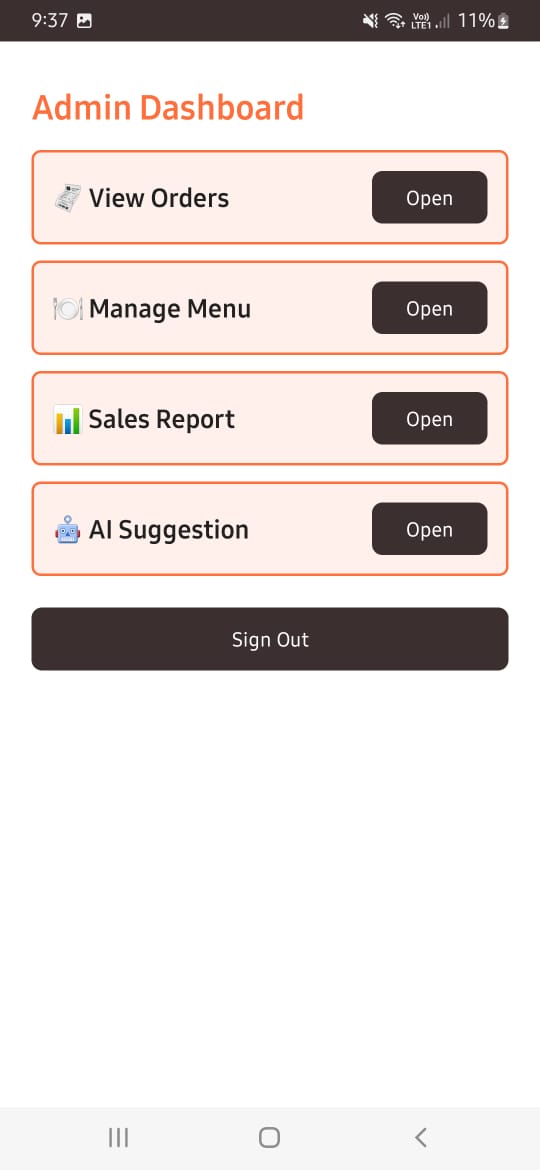 9:37 Vo)) LTE1 11%
Admin Dashboard
View Orders Open
Manage Menu Open
Sales Report Open
AI Suggestion Open
Sign Out